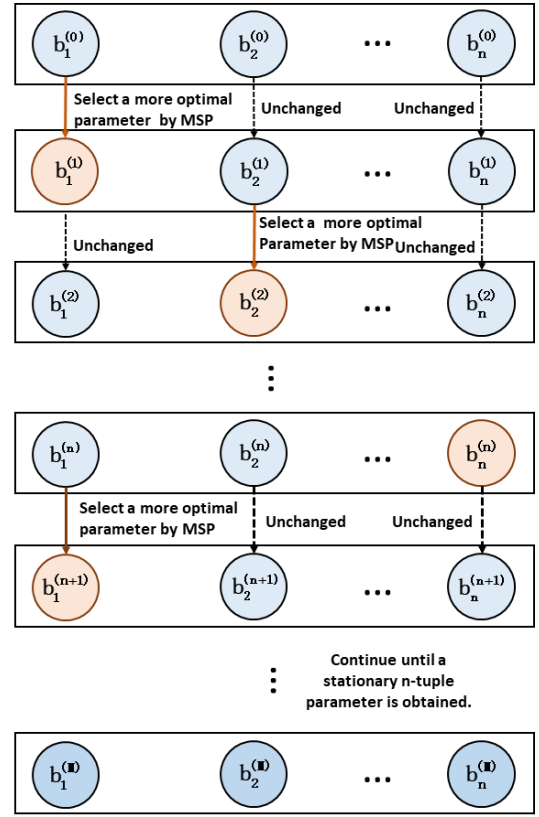 b₁⁽⁰⁾ b₂⁽⁰⁾ ... bₙ⁽⁰⁾
Select a more optimal
parameter by MSP
Unchanged
Unchanged
b₁⁽¹⁾ b₂⁽¹⁾ ... bₙ⁽¹⁾
Unchanged
Select a more optimal
Parameter by MSP
Unchanged
b₁⁽²⁾ b₂⁽²⁾ ... bₙ⁽²⁾
⋮
b₁⁽ⁿ⁾ b₂⁽ⁿ⁾ ... bₙ⁽ⁿ⁾
Select a more optimal
parameter by MSP
Unchanged
Unchanged
b₁⁽ⁿ⁺¹⁾ b₂⁽ⁿ⁺¹⁾ ... bₙ⁽ⁿ⁺¹⁾
⋮
Continue until a
stationary n-tuple
parameter is obtained.
b₁ b₂ ... bₙ